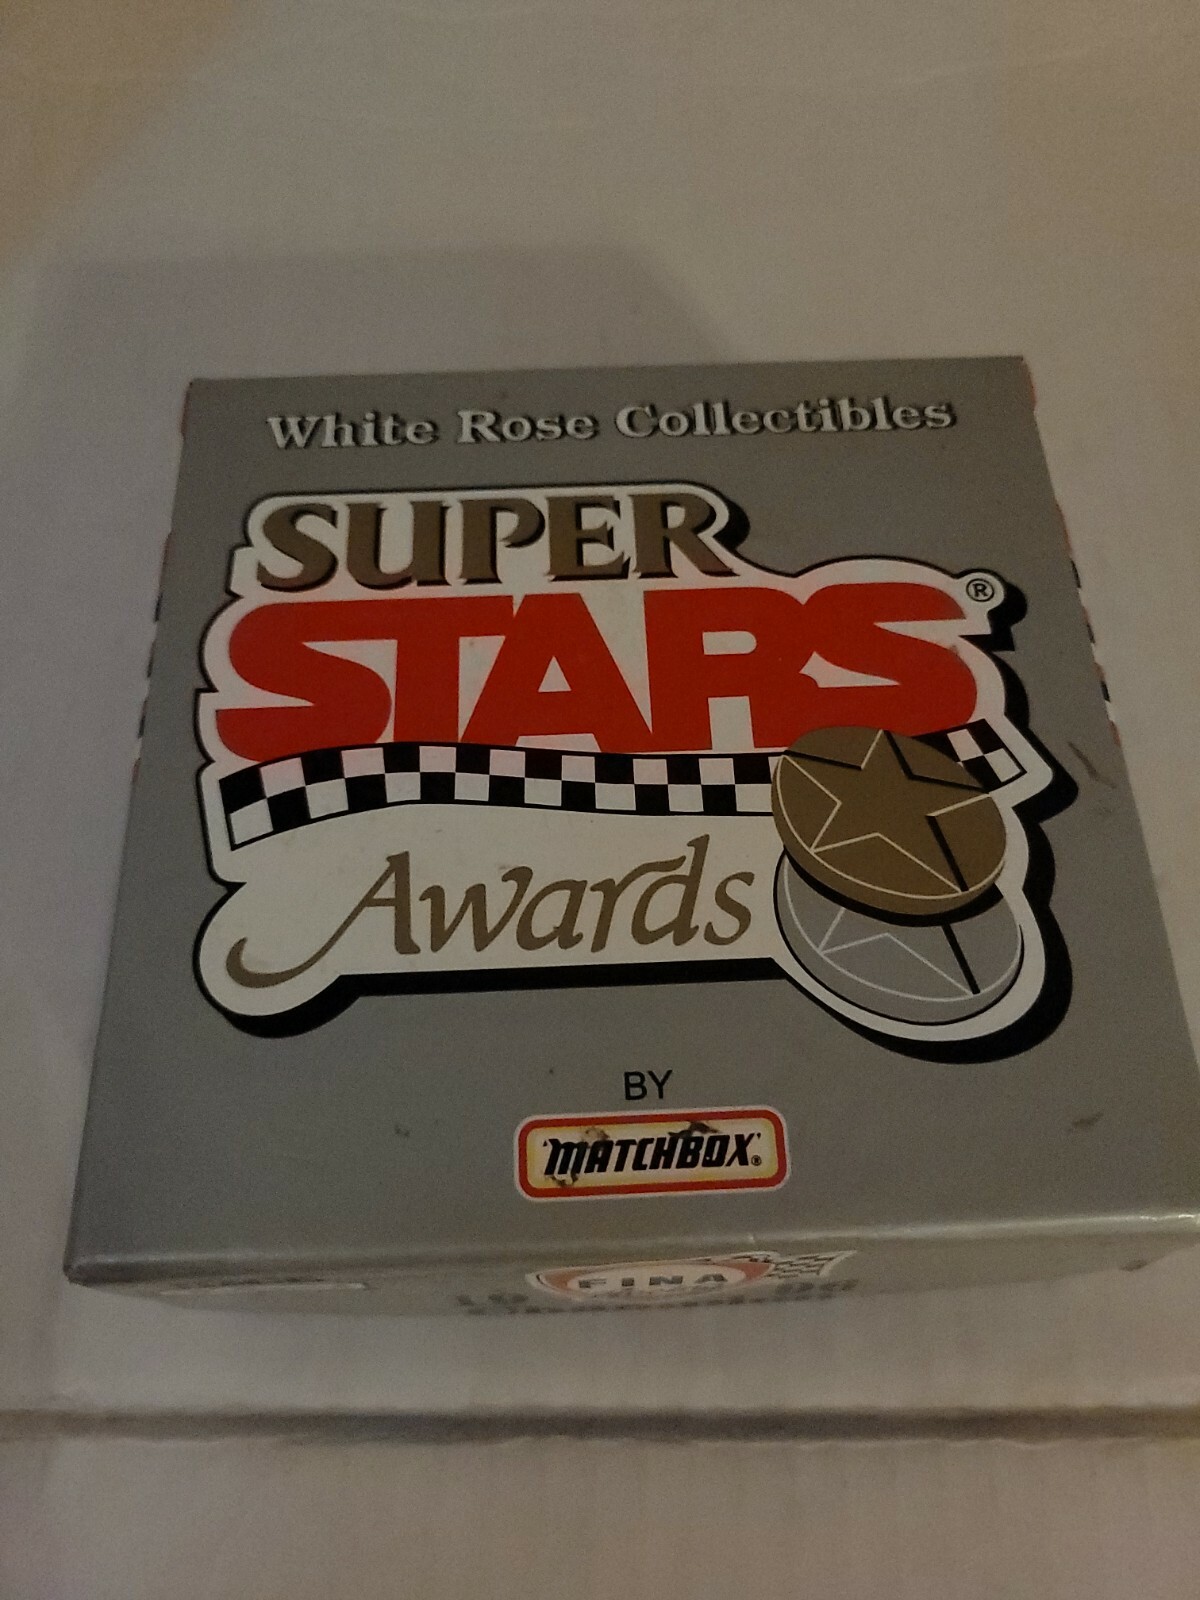 White Rose Collectibles
SUPER
STARS®
Awards
BY
MATCHBOX®
FINA